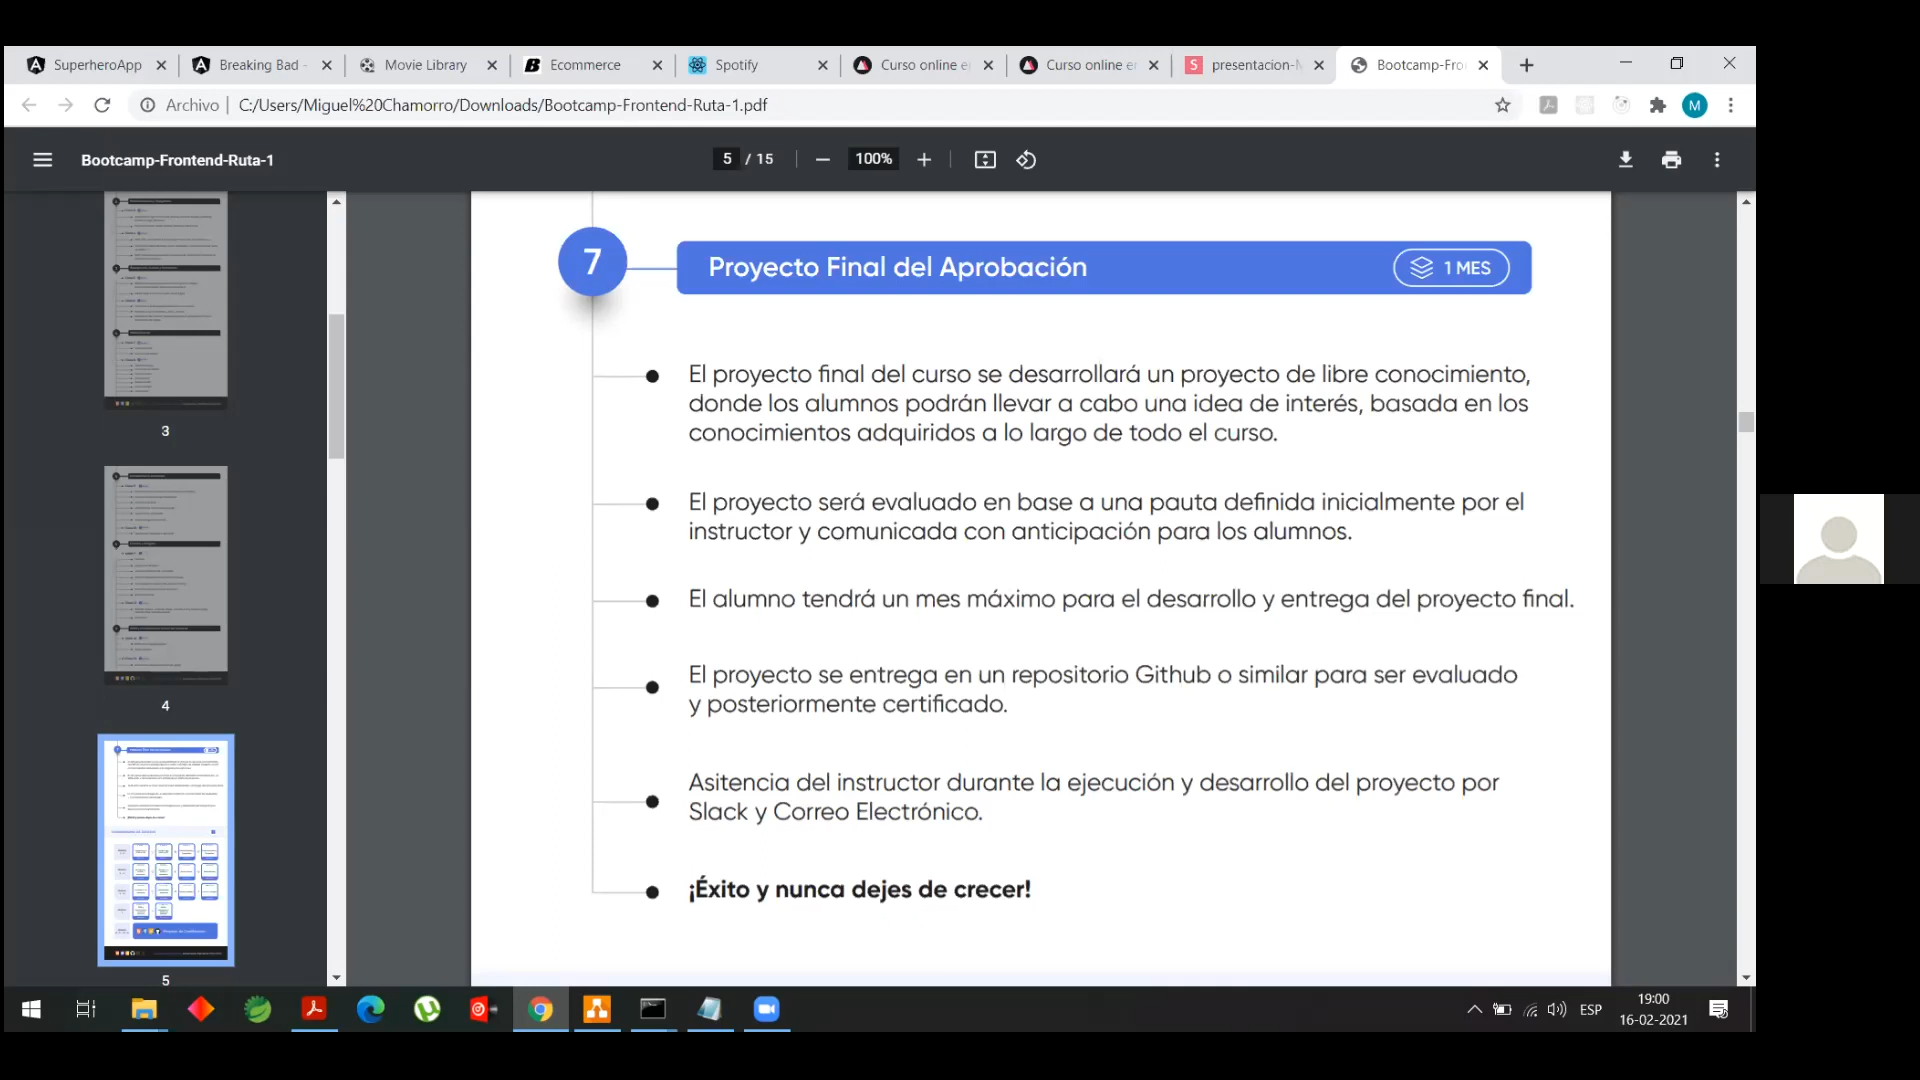 SuperheroApp
Breaking Bad -
Movie Library
Ecommerce
Spotify
Curso online e
Curso online e
presentacion-M
Bootcamp-Fro
Archivo
C:/Users/Miguel%20Chamorro/Downloads/Bootcamp-Frontend-Ruta-1.pdf
M
Bootcamp-Frontend-Ruta-1
5 / 15
100%
3
4
5
7
Proyecto Final del Aprobación
1 MES
El proyecto final del curso se desarrollará un proyecto de libre conocimiento,
donde los alumnos podrán llevar a cabo una idea de interés, basada en los
conocimientos adquiridos a lo largo de todo el curso.
El proyecto será evaluado en base a una pauta definida inicialmente por el
instructor y comunicada con anticipación para los alumnos.
El alumno tendrá un mes máximo para el desarrollo y entrega del proyecto final.
El proyecto se entrega en un repositorio Github o similar para ser evaluado
y posteriormente certificado.
Asitencia del instructor durante la ejecución y desarrollo del proyecto por
Slack y Correo Electrónico.
¡Éxito y nunca dejes de crecer!
ESP
19:00
16-02-2021